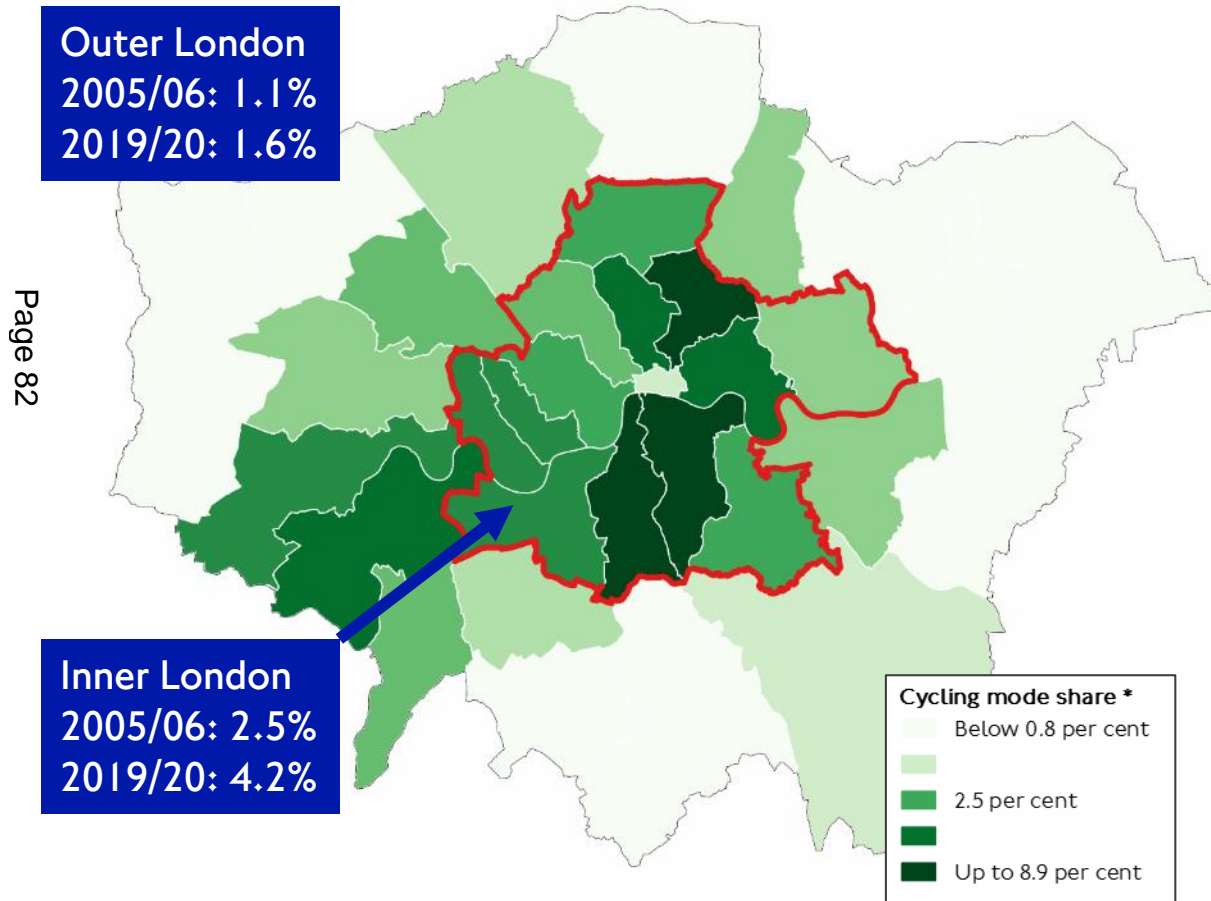 Outer London
2005/06: 1.1%
2019/20: 1.6%
Page 82
Inner London
2005/06: 2.5%
2019/20: 4.2%
Cycling mode share *
Below 0.8 per cent
2.5 per cent
Up to 8.9 per cent